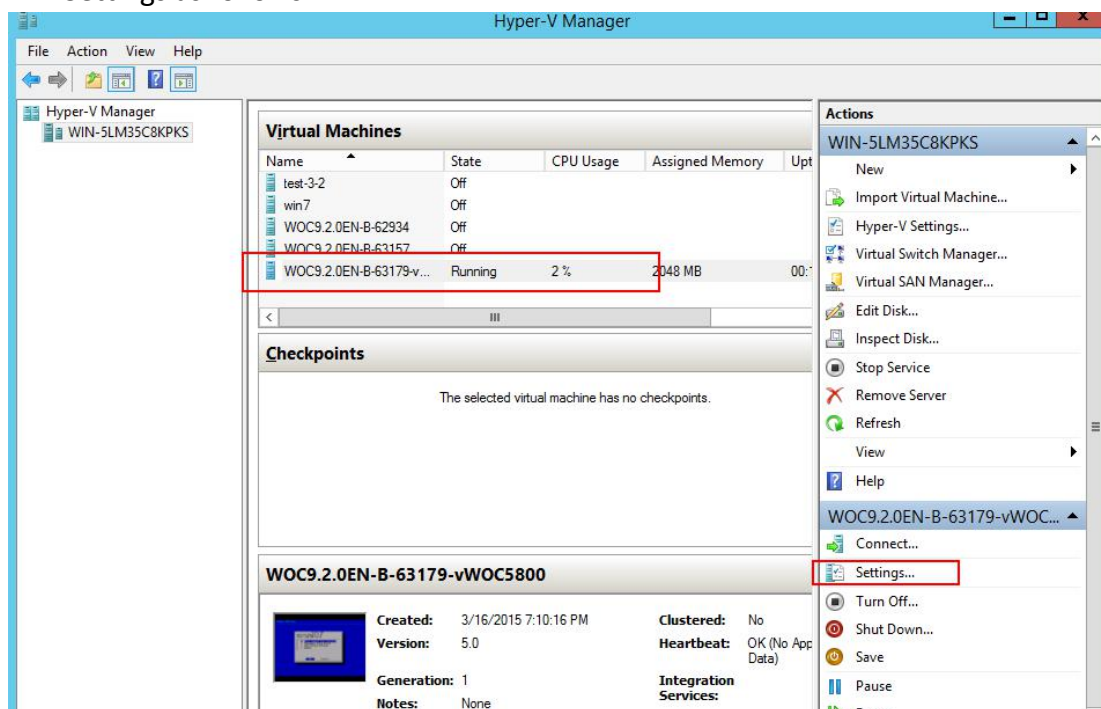 Hyper-V Manager
File Action View Help
Hyper-V Manager
WIN-5LM35C8KPKS
Virtual Machines
Name State CPU Usage Assigned Memory Upt
test-3-2 Off
win7 Off
WOC9.2.0EN-B-62934 Off
WOC9.2.0EN-B-63157 Off
WOC9.2.0EN-B-63179-v... Running 2 % 2048 MB 00:
Checkpoints
The selected virtual machine has no checkpoints.
WOC9.2.0EN-B-63179-vWOC5800
Created: 3/16/2015 7:10:16 PM Clustered: No
Version: 5.0 Heartbeat: OK (No App
Data)
Generation: 1 Integration
Services:
Notes: None
Actions
WIN-5LM35C8KPKS
New
Import Virtual Machine...
Hyper-V Settings...
Virtual Switch Manager...
Virtual SAN Manager...
Edit Disk...
Inspect Disk...
Stop Service
Remove Server
Refresh
View
Help
WOC9.2.0EN-B-63179-vWOC...
Connect...
Settings...
Turn Off...
Shut Down...
Save
Pause